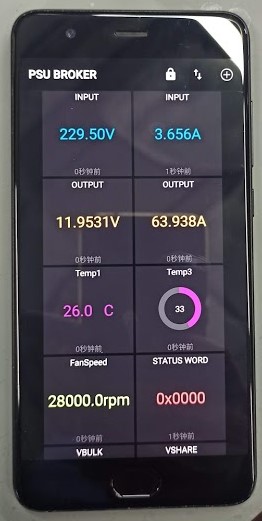 PSU BROKER
INPUT INPUT
229.50V 3.656A
0秒钟前 1秒钟前
OUTPUT OUTPUT
11.9531V 63.938A
0秒钟前 0秒钟前
Temp1 Temp3
26.0 C 33
0秒钟前 0秒钟前
FanSpeed STATUS WORD
28000.0rpm 0x0000
0秒钟前 1秒钟前
VBULK VSHARE